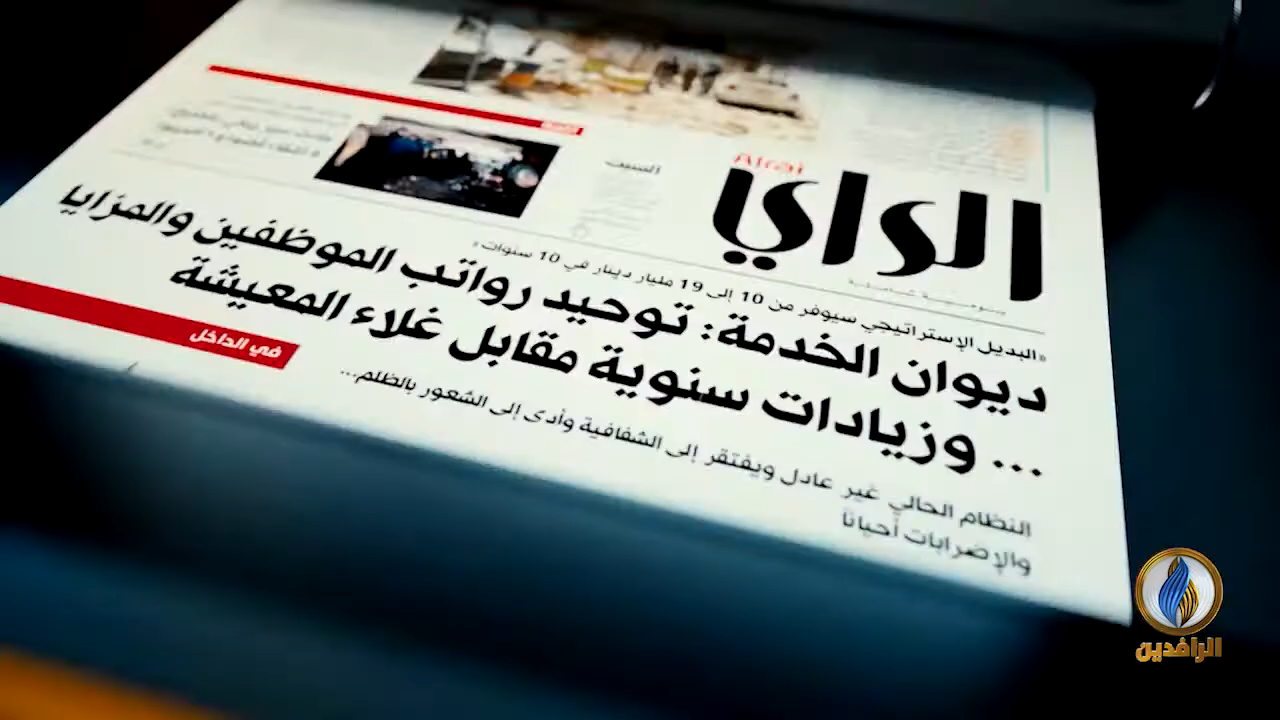 Alrai
الراي
السبت
«البديل الإستراتيجي سيوفر من 10 إلى 19 مليار دينار في 10 سنوات»
ديوان الخدمة: توحيد رواتب الموظفين والمزايا
... وزيادات سنوية مقابل غلاء المعيشة
في الداخل
النظام الحالي غير عادل ويفتقر إلى الشفافية وأدى إلى الشعور بالظلم...
والإضرابات أحياناً
الرافدين